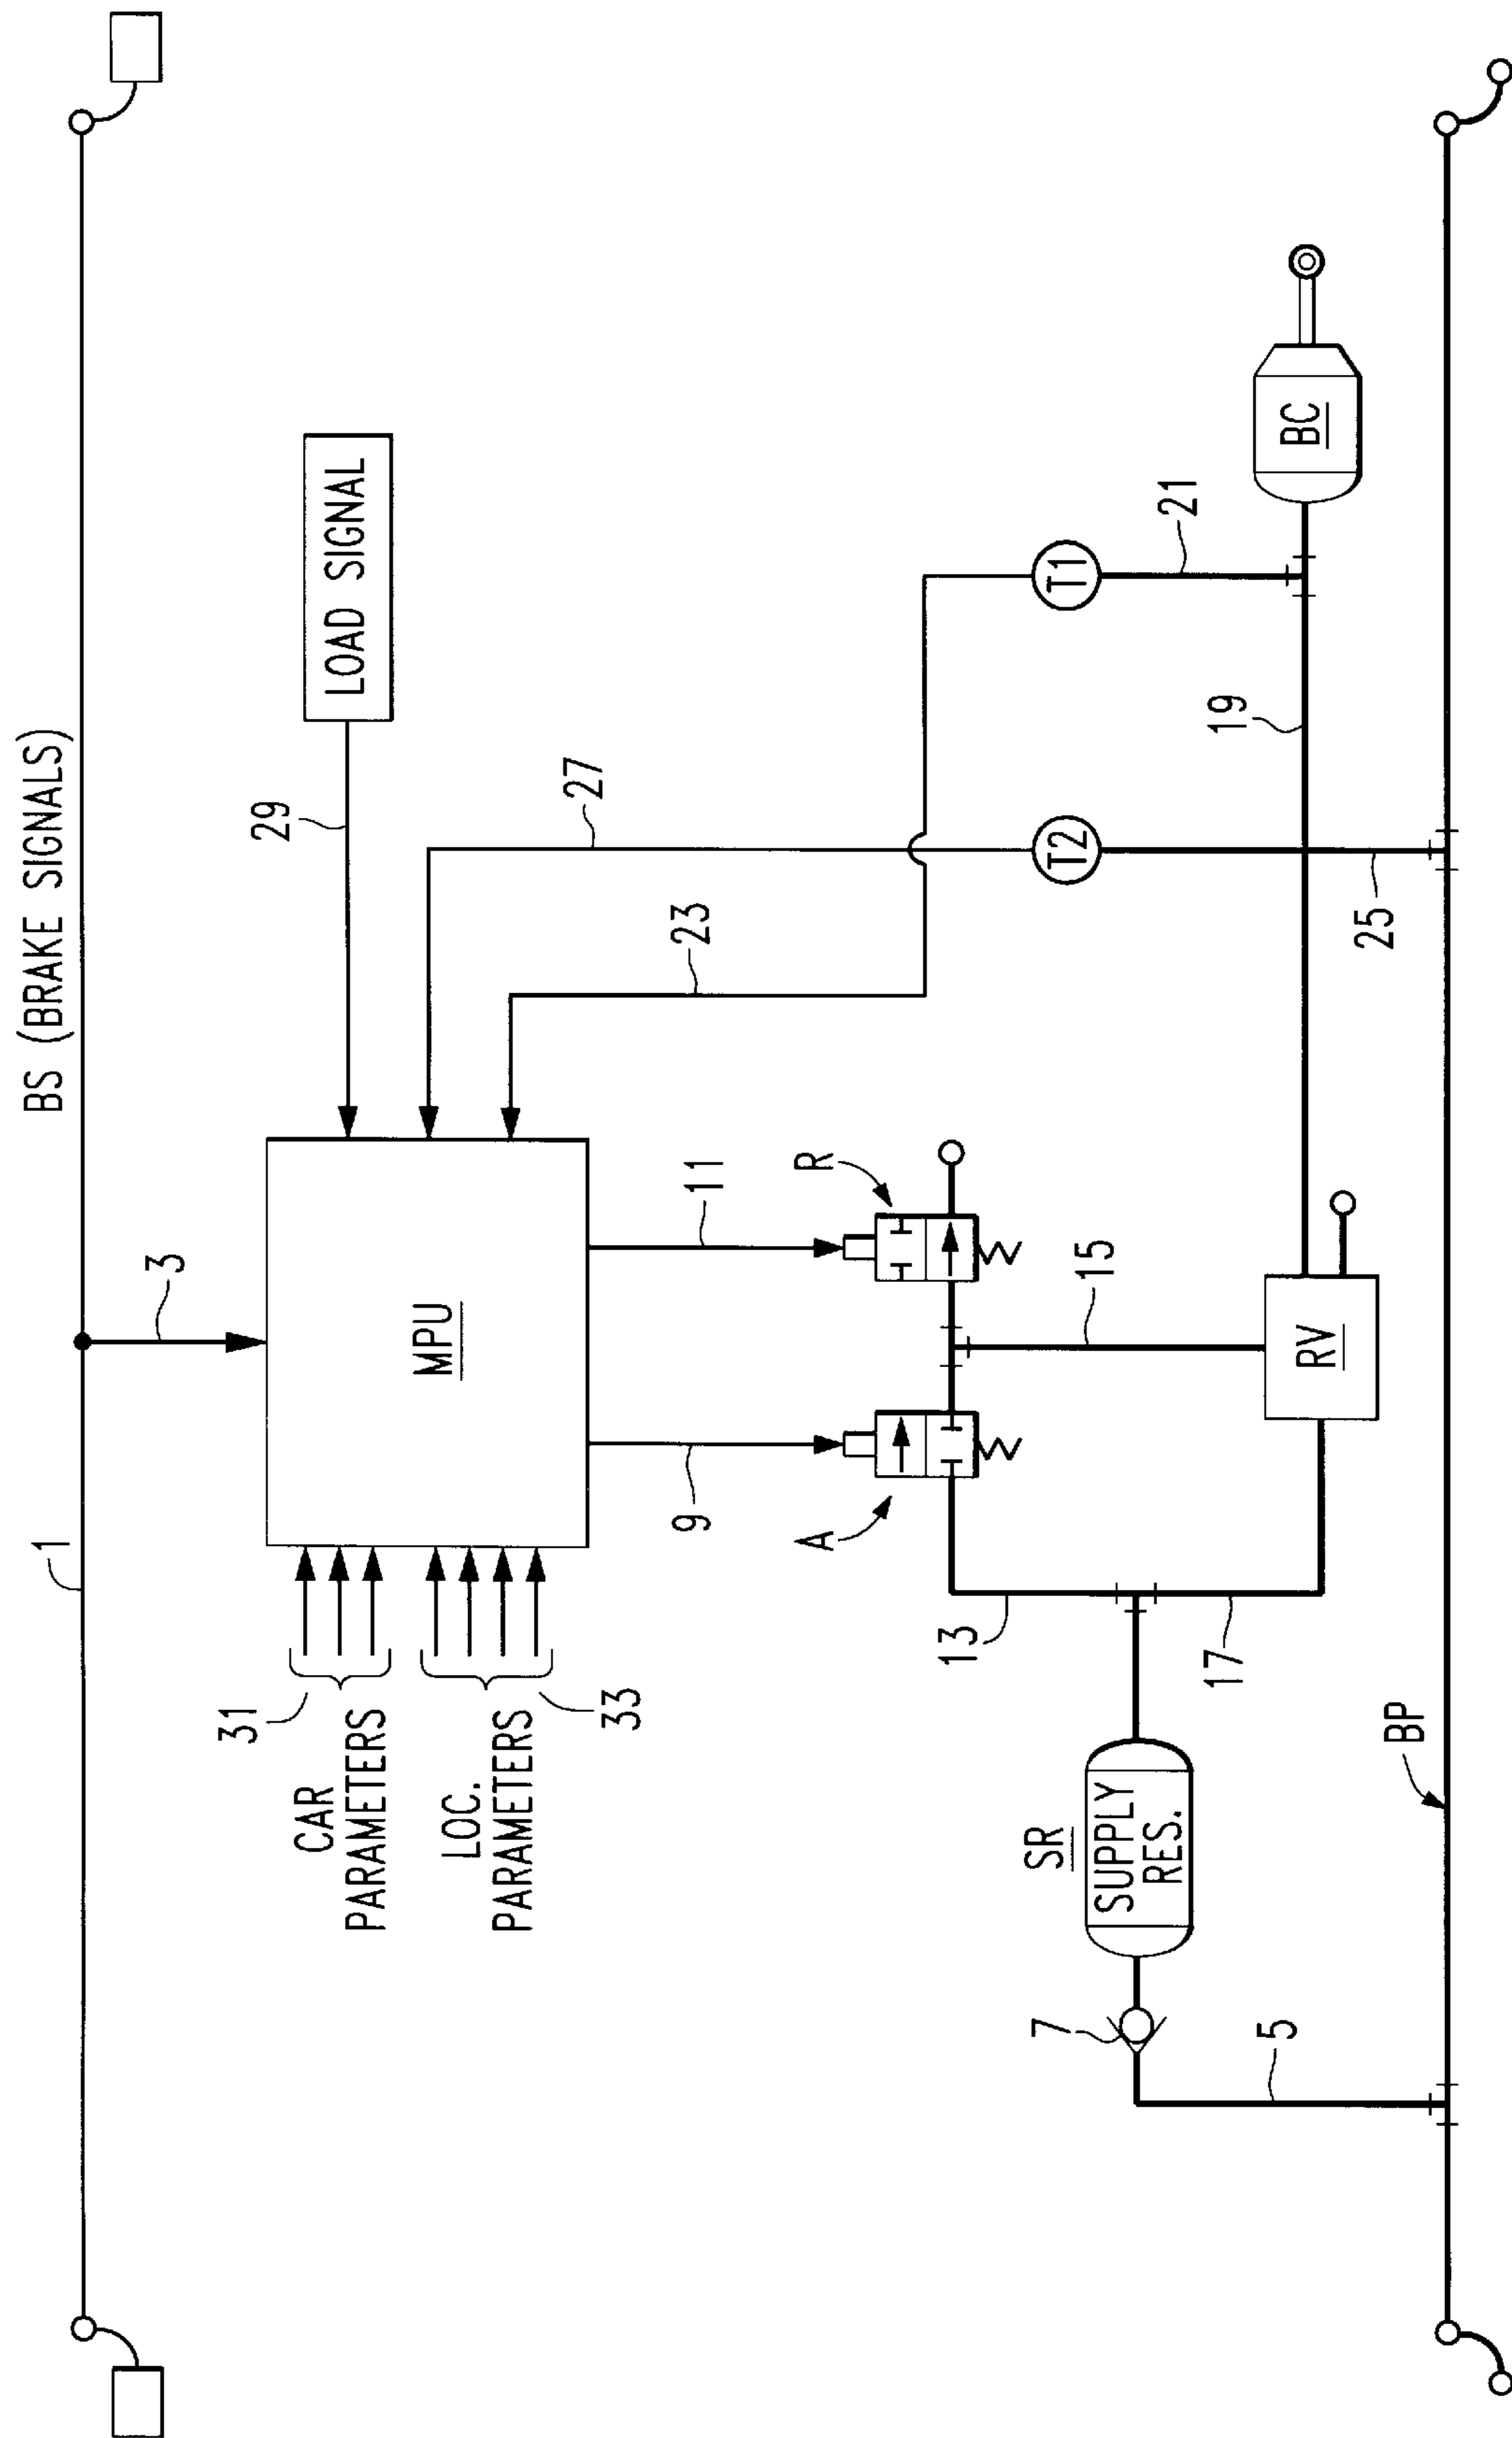 BS (BRAKE SIGNALS)
1
3
29
LOAD SIGNAL
31
CAR
PARAMETERS
LOC.
PARAMETERS
33
MPU
27
23
9
11
A
R
13
15
17
SR
SUPPLY
RES.
7
5
RV
T2
T1
21
19
25
BC
BP